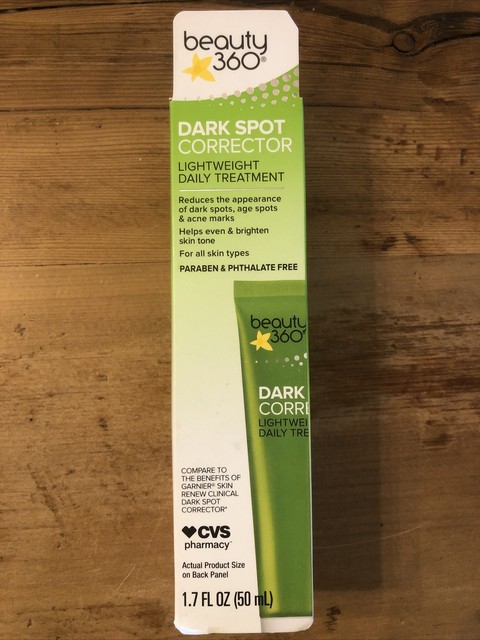 beauty
360®
DARK SPOT
CORRECTOR
LIGHTWEIGHT
DAILY TREATMENT
Reduces the appearance
of dark spots, age spots
& acne marks
Helps even & brighten
skin tone
For all skin types
PARABEN & PHTHALATE FREE
beauty
360®
DARK
CORRE
LIGHTWEI
DAILY TRE
COMPARE TO
THE BENEFITS OF
GARNIER® SKIN
RENEW CLINICAL
DARK SPOT
CORRECTOR*
CVS
pharmacy™
Actual Product Size
on Back Panel
1.7 FL OZ (50 mL)